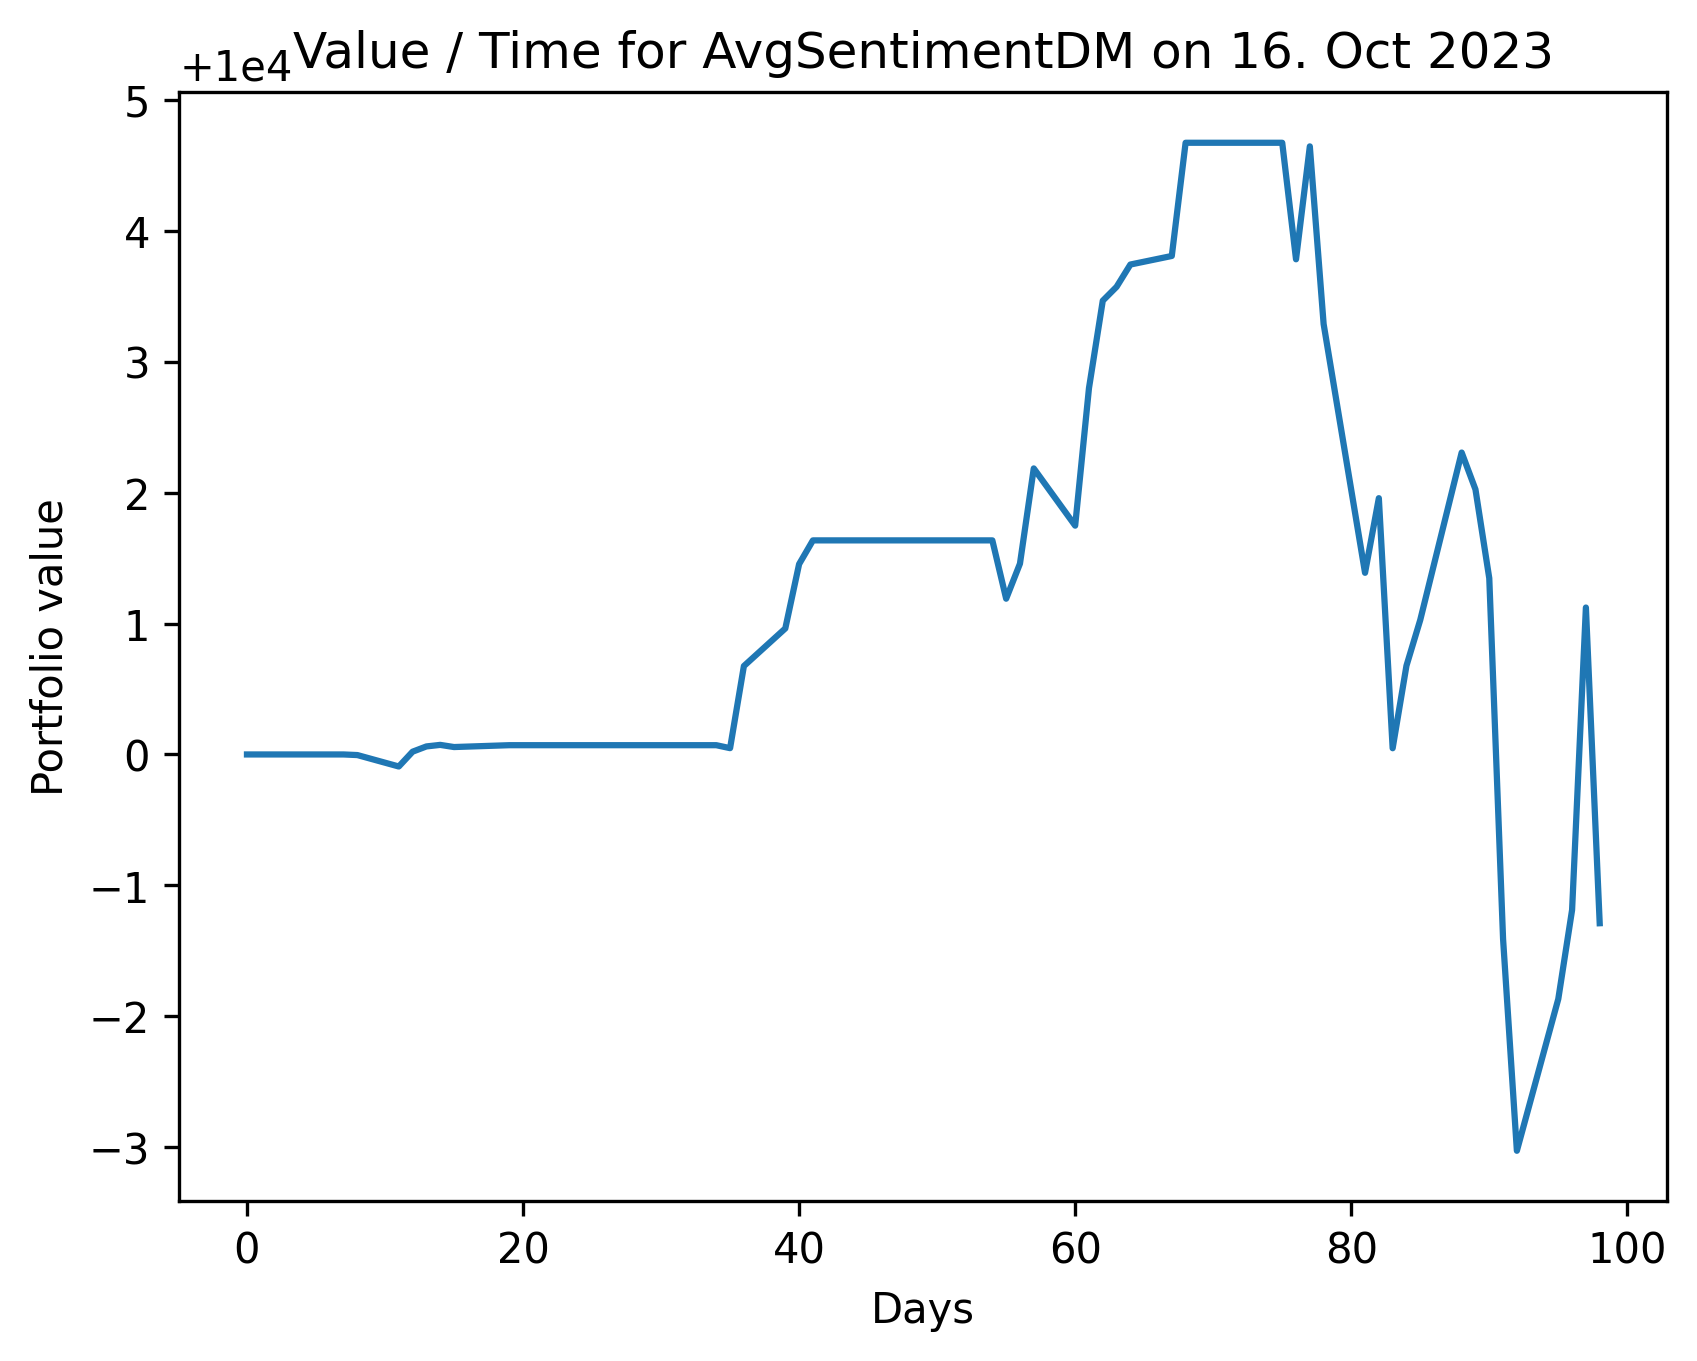 Value / Time for AvgSentimentDM on 16. Oct 2023
+1e4
5
4
3
2
1
0
−1
−2
−3
Portfolio value
0 20 40 60 80 100
Days